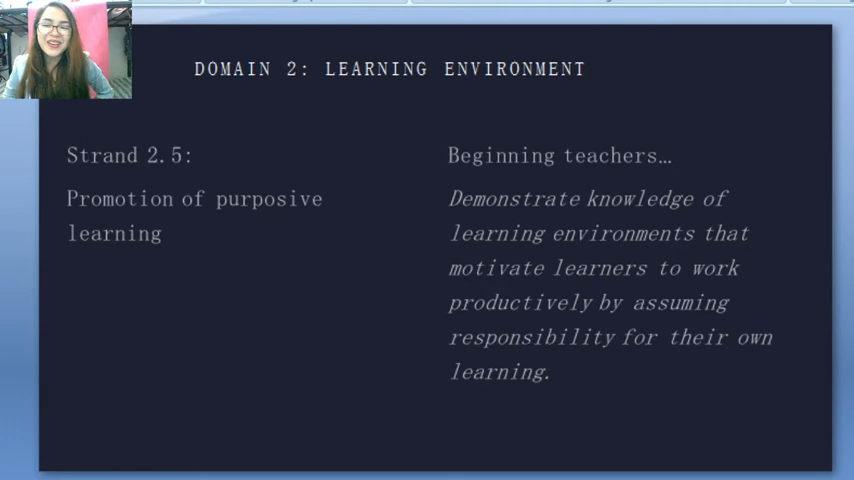 DOMAIN 2: LEARNING ENVIRONMENT
Strand 2.5:
Promotion of purposive
learning
Beginning teachers…
Demonstrate knowledge of
learning environments that
motivate learners to work
productively by assuming
responsibility for their own
learning.